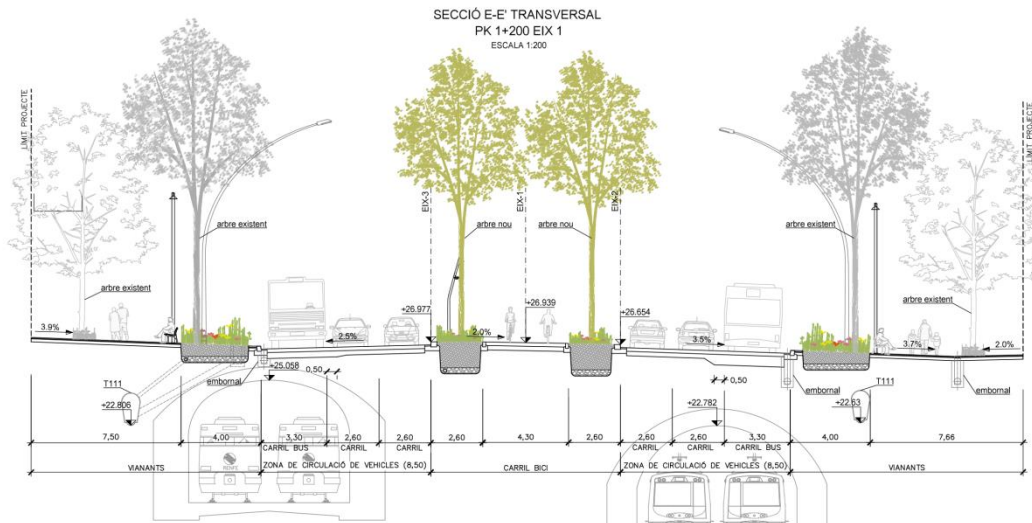 SECCIÓ E-E' TRANSVERSAL
PK 1+200 EIX 1
ESCALA 1:200
LÍMIT PROJECTE
LÍMIT PROJECTE
EIX-3
EIX-1
EIX-2
arbre existent
arbre nou
arbre nou
arbre existent
arbre existent
arbre existent
+26.977
+26.939
+26.654
3.9%
2.5%
2.0%
3.5%
3.7%
2.0%
embornal
+25.058
0,50
0,50
embornal
embornal
T111
+22.806
+22.782
T111
+22.63
7,50
4,00
3,30
2,60
2,60
2,60
4,30
2,60
2,60
2,60
3,30
4,00
7,66
CARRIL BUS
CARRIL
CARRIL
CARRIL
CARRIL
CARRIL BUS
VIANANTS
ZONA DE CIRCULACIÓ DE VEHICLES (8,50)
CARRIL BICI
ZONA DE CIRCULACIÓ DE VEHICLES (8,50)
VIANANTS
RENFE